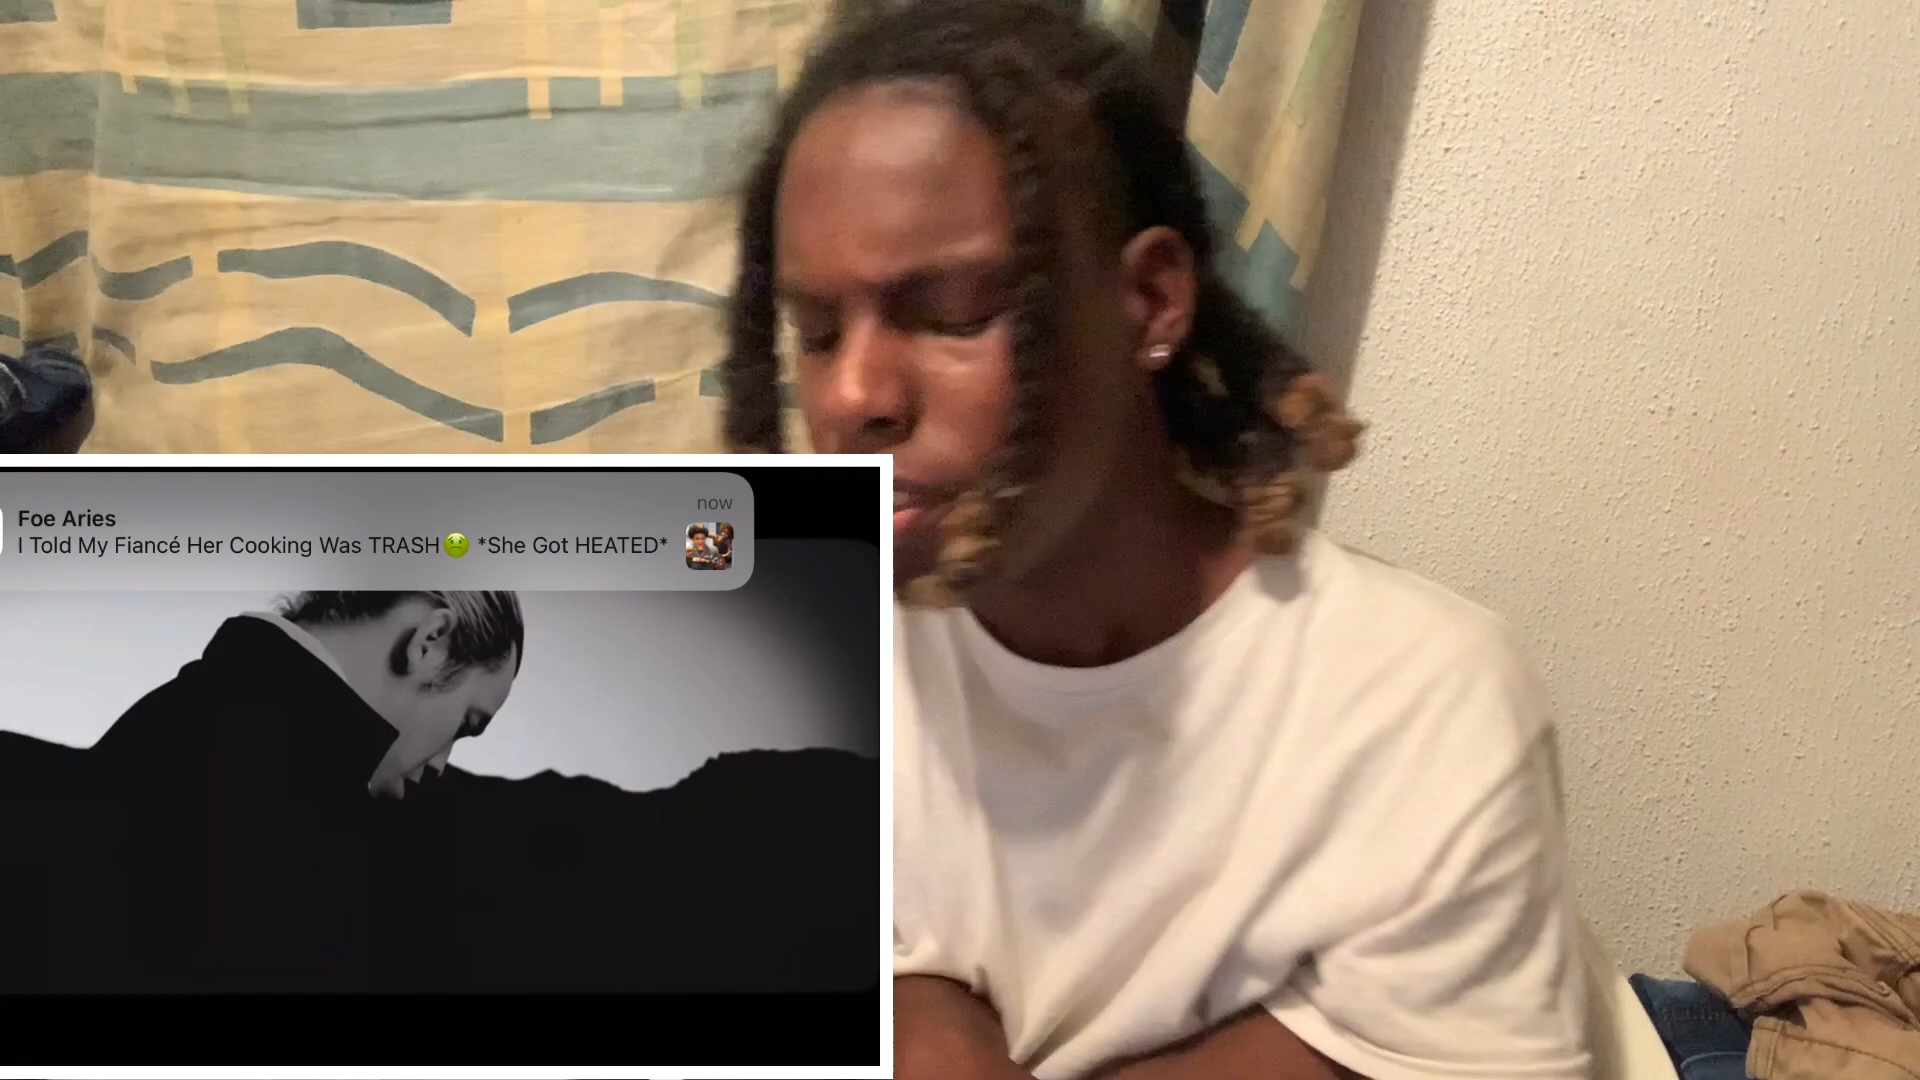 now
Foe Aries
I Told My Fiancé Her Cooking Was TRASH🤢 *She Got HEATED*